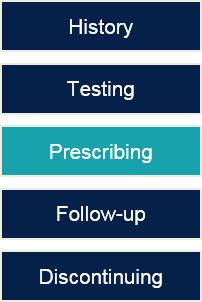 History
Testing
Prescribing
Follow-up
Discontinuing